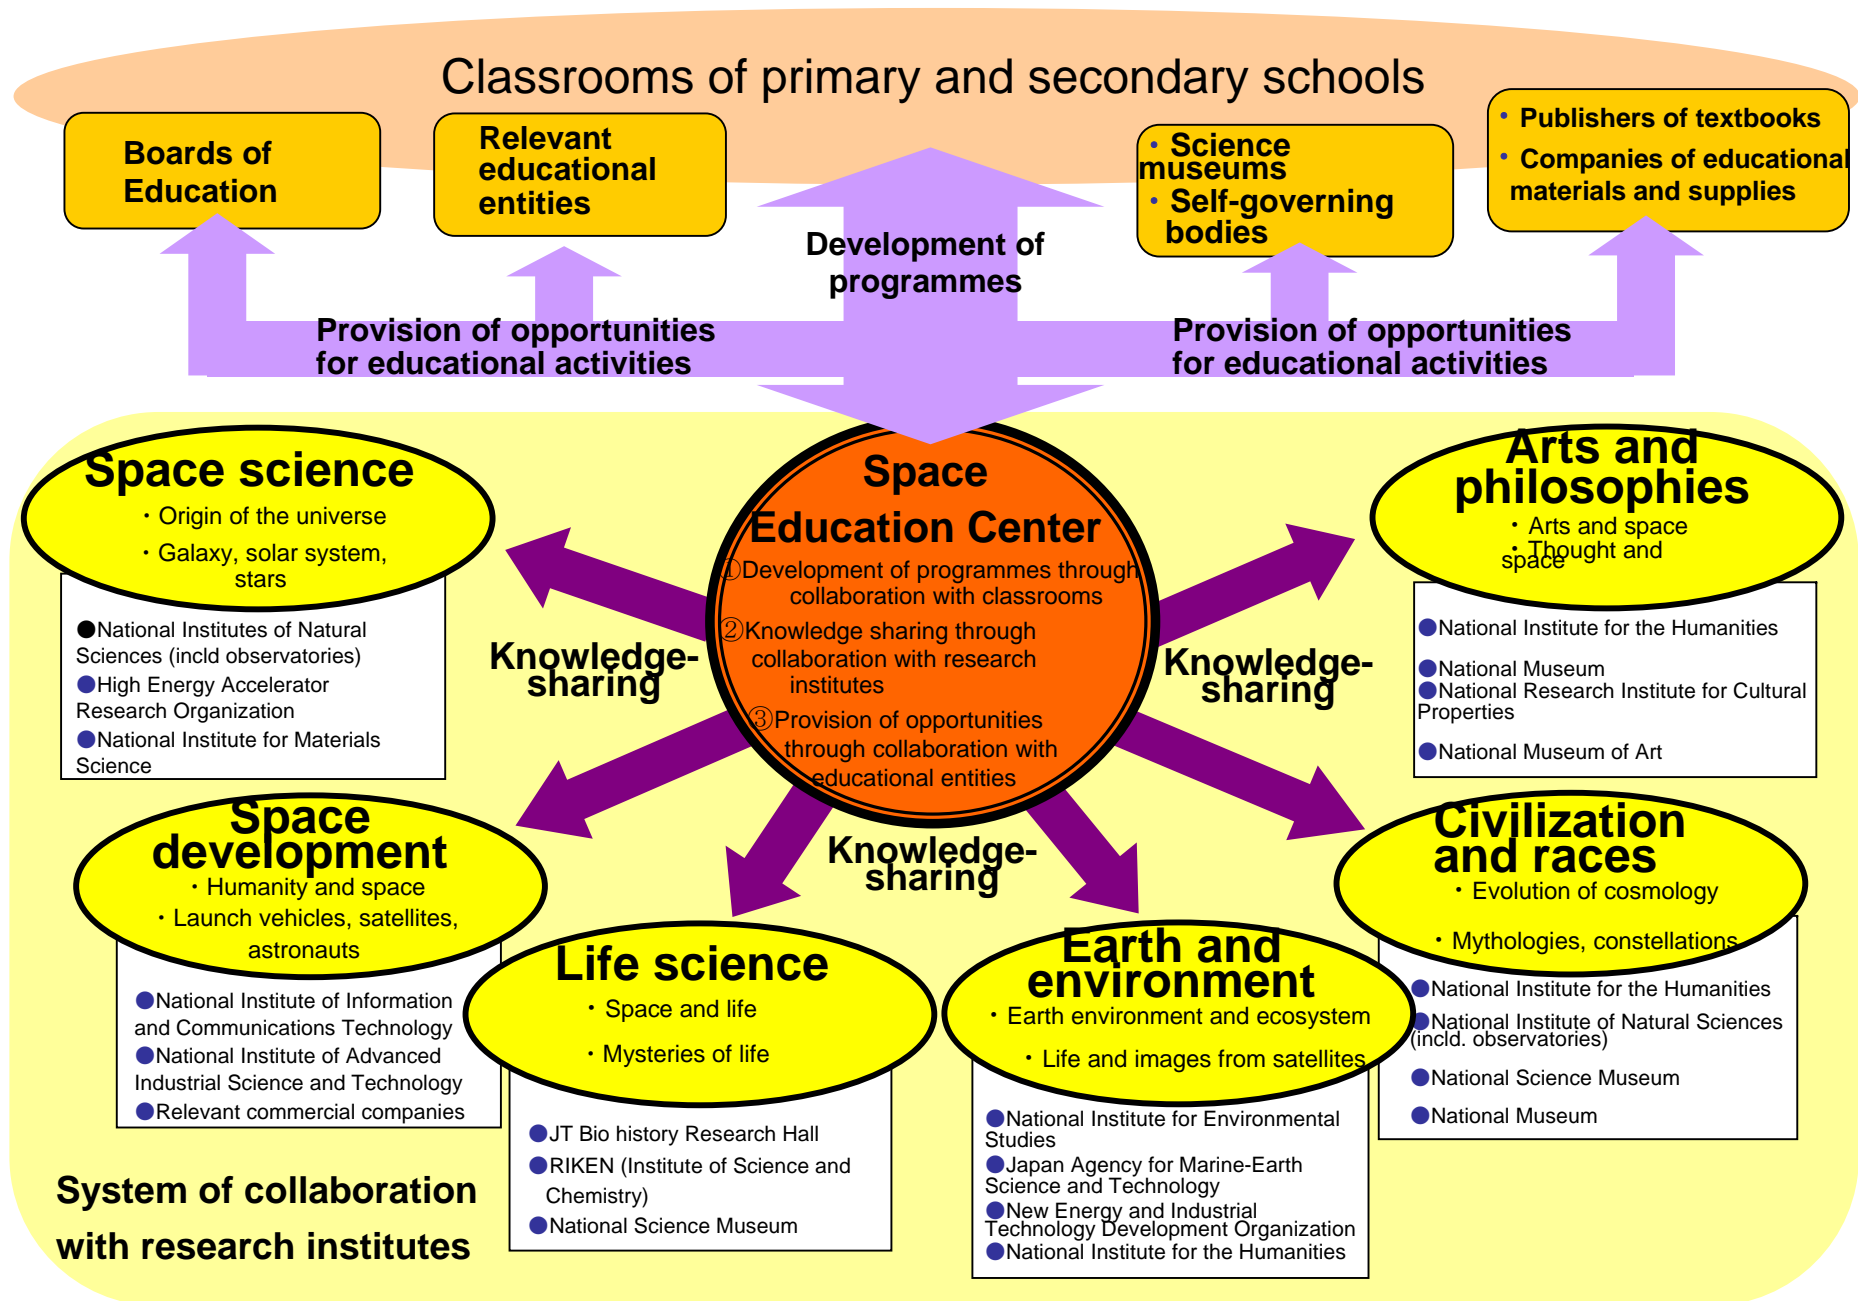 Classrooms of primary and secondary schools
Boards of
Education
Relevant
educational
entities
・Science
museums
・Self-governing
bodies
・Publishers of textbooks
・Companies of educational
materials and supplies
Development of
programmes
Provision of opportunities
for educational activities
Provision of opportunities
for educational activities
Space science
・Origin of the universe
・Galaxy, solar system,
stars
●National Institutes of Natural
Sciences (incld observatories)
●High Energy Accelerator
Research Organization
●National Institute for Materials
Science
Space
Education Center
①Development of programmes through
collaboration with classrooms
②Knowledge sharing through
collaboration with research
institutes
③Provision of opportunities
through collaboration with
educational entities
Arts and
philosophies
・Arts and space
・Thought and
space
●National Institute for the Humanities
●National Museum
●National Research Institute for Cultural
Properties
●National Museum of Art
Knowledge-
sharing
Knowledge-
sharing
Knowledge-
sharing
Space
development
・Humanity and space
・Launch vehicles, satellites,
astronauts
●National Institute of Information
and Communications Technology
●National Institute of Advanced
Industrial Science and Technology
●Relevant commercial companies
Life science
・Space and life
・Mysteries of life
●JT Bio history Research Hall
●RIKEN (Institute of Science and
Chemistry)
●National Science Museum
Earth and
environment
・Earth environment and ecosystem
・Life and images from satellites
●National Institute for Environmental
Studies
●Japan Agency for Marine-Earth
Science and Technology
●New Energy and Industrial
Technology Development Organization
●National Institute for the Humanities
Civilization
and races
・Evolution of cosmology
・Mythologies, constellations
●National Institute for the Humanities
●National Institute of Natural Sciences
(incld. observatories)
●National Science Museum
●National Museum
System of collaboration
with research institutes